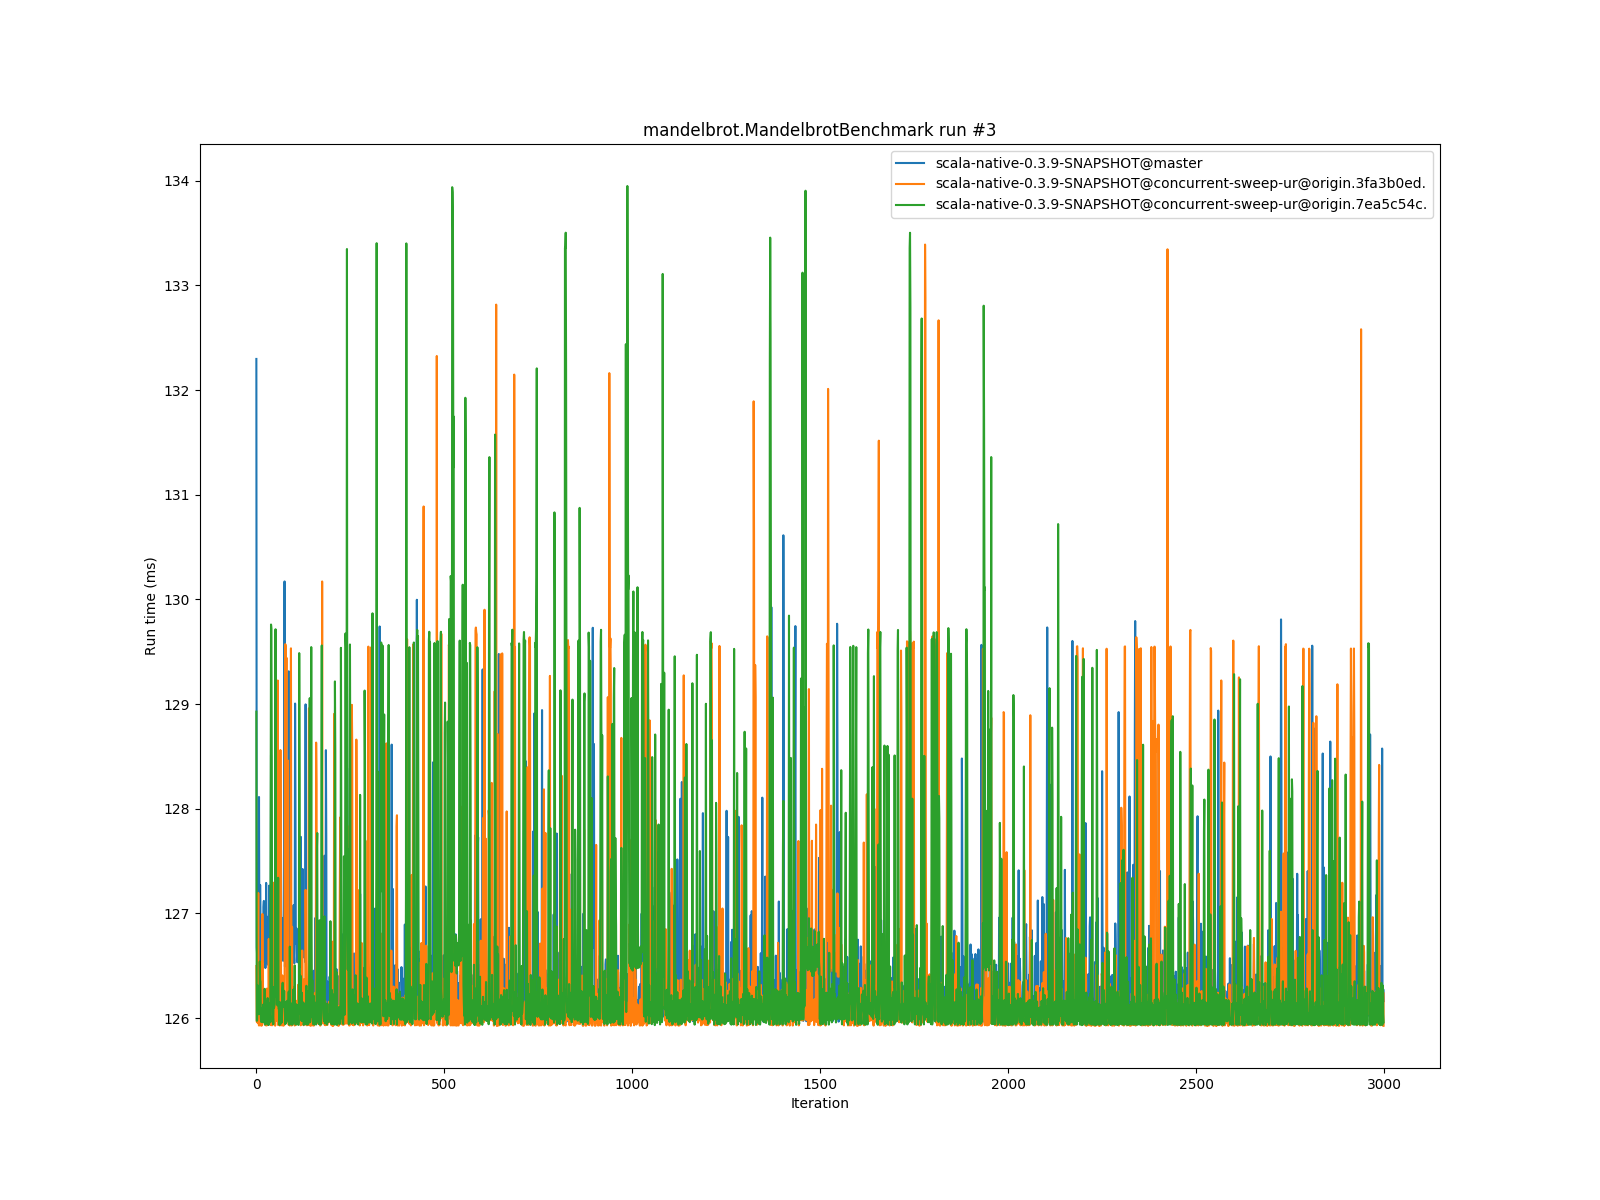 mandelbrot.MandelbrotBenchmark run #3
scala-native-0.3.9-SNAPSHOT@master
scala-native-0.3.9-SNAPSHOT@concurrent-sweep-ur@origin.3fa3b0ed.
scala-native-0.3.9-SNAPSHOT@concurrent-sweep-ur@origin.7ea5c54c.
134
133
132
131
130
129
128
127
126
Run time (ms)
0 500 1000 1500 2000 2500 3000
Iteration